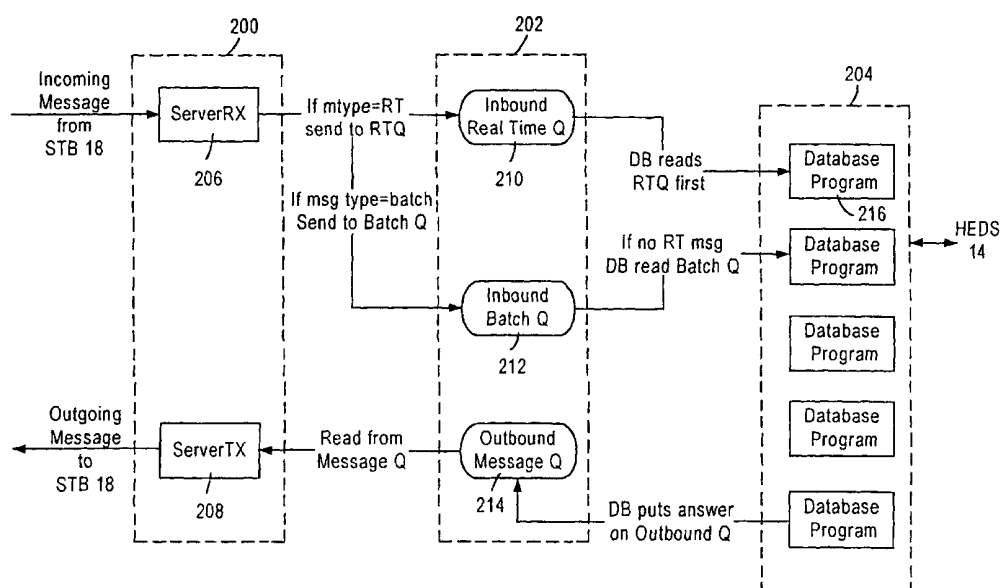 200
202
204
Incoming
Message
from
STB 18
ServerRX
206
If mtype=RT
send to RTQ
Inbound
Real Time Q
210
DB reads
RTQ first
Database
Program
216
If msg type=batch
Send to Batch Q
If no RT msg
DB read Batch Q
Database
Program
HEDS
14
Inbound
Batch Q
212
Database
Program
Outgoing
Message
to
STB 18
ServerTX
208
Read from
Message Q
Outbound
Message Q
214
Database
Program
DB puts answer
on Outbound Q
Database
Program